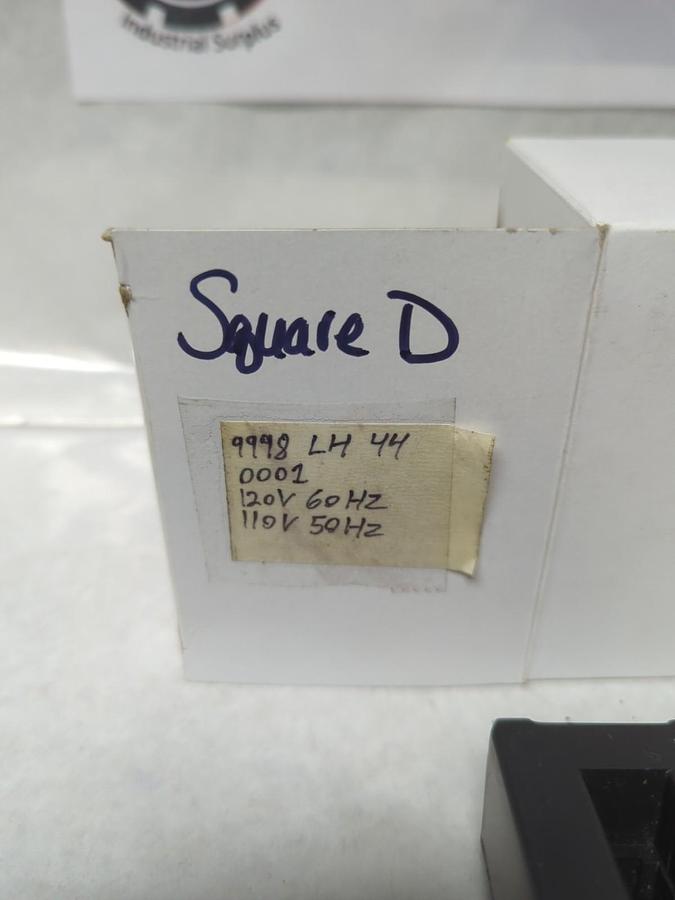 Industrial Surplus
Square D
9998 LH 44
0001
120V 60HZ
110V 50HZ